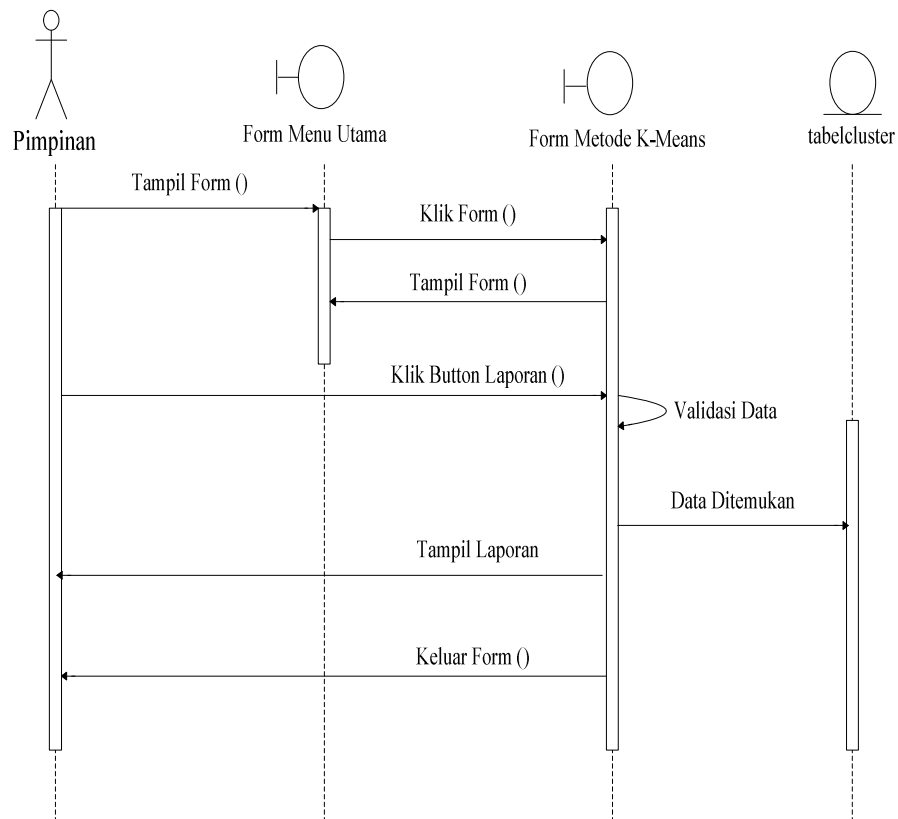 Pimpinan
Form Menu Utama
Form Metode K-Means
tabelcluster
Tampil Form ()
Klik Form ()
Tampil Form ()
Klik Button Laporan ()
Validasi Data
Data Ditemukan
Tampil Laporan
Keluar Form ()